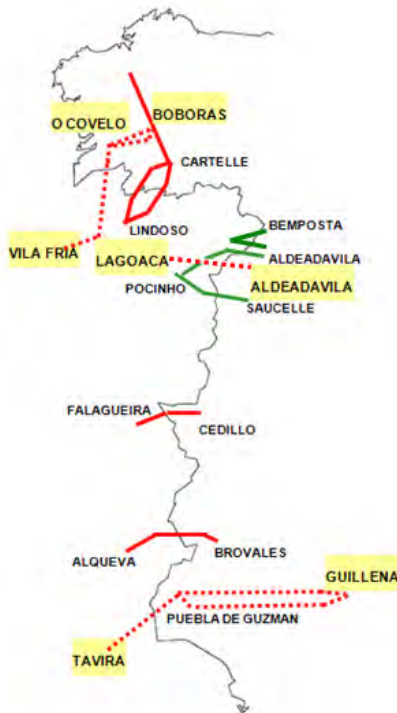 BOBORAS
O COVELO
CARTELLE
LINDOSO
BEMPOSTA
VILA FRIA
LAGOACA
ALDEADAVILA
POCINHO
ALDEADAVILA
SAUCELLE
FALAGUEIRA
CEDILLO
ALQUEVA
BROVALES
GUILLENA
PUEBLA DE GUZMAN
TAVIRA